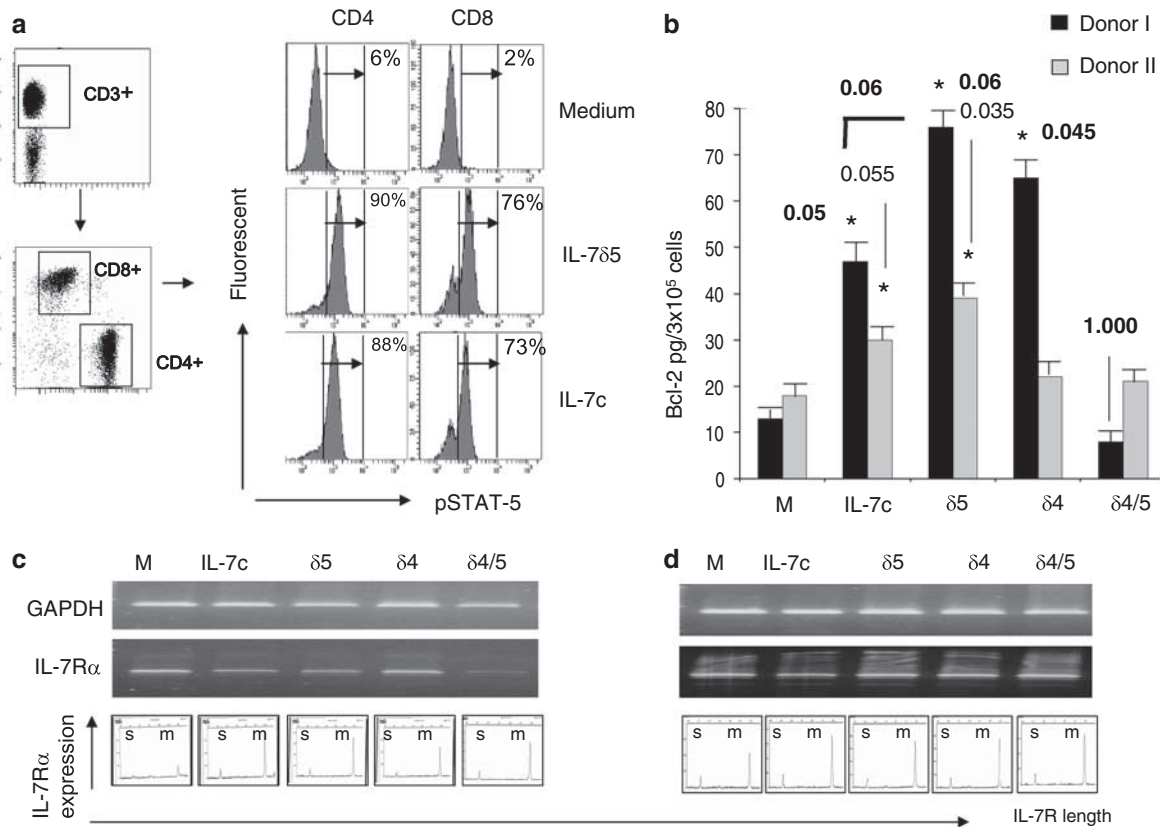 a
CD3+
CD8+
CD4+
CD4 CD8
6% 2%
Medium
90% 76%
IL-7δ5
88% 73%
IL-7c
Fluorescent
pSTAT-5
b
Donor I
Donor II
Bcl-2 pg/3x10⁵ cells
80
70
60
50
40
30
20
10
0
0.05
*
0.06
0.055
*
*
0.06
0.035
*
*
0.045
1.000
M IL-7c δ5 δ4 δ4/5
c
M IL-7c δ5 δ4 δ4/5
GAPDH
IL-7Rα
IL-7Rα
expression
s m s m s m s m s m
d
M IL-7c δ5 δ4 δ4/5
s m s m s m s m s m
IL-7R length